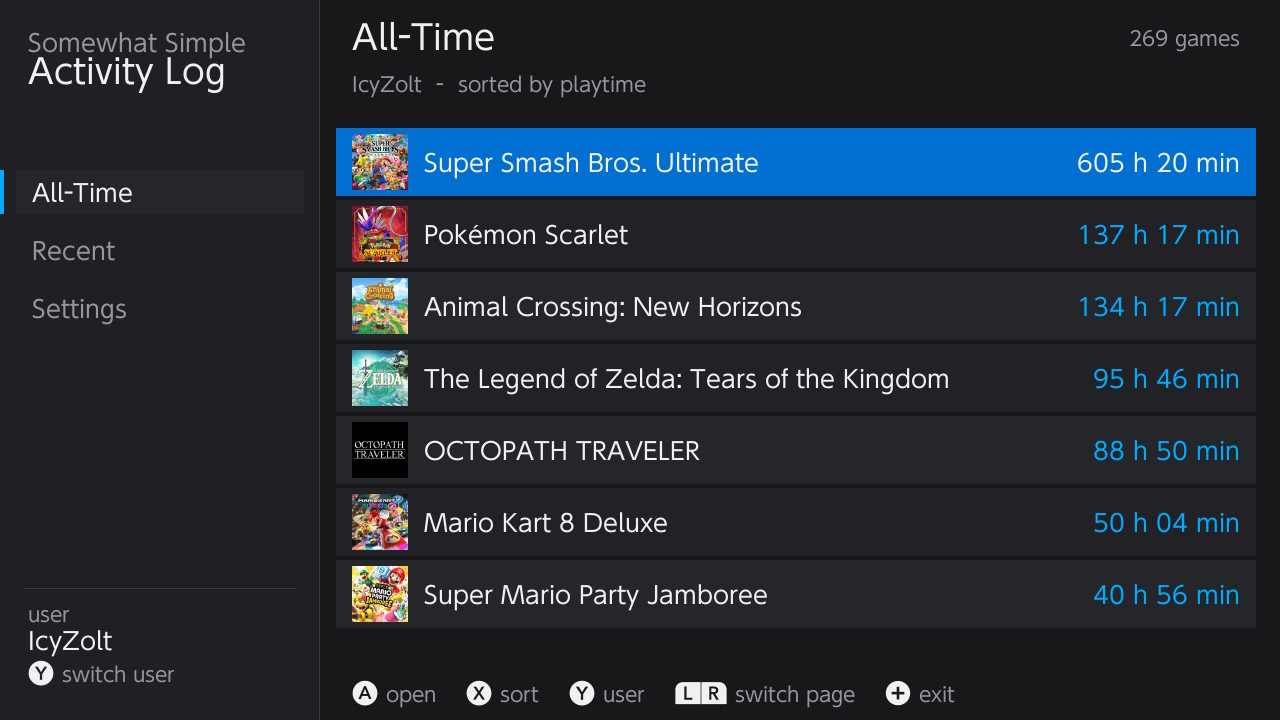 Somewhat Simple
Activity Log
All-Time
Recent
Settings
user
IcyZolt
Y switch user
All-Time
269 games
IcyZolt - sorted by playtime
Super Smash Bros. Ultimate 605 h 20 min
Pokémon Scarlet 137 h 17 min
Animal Crossing: New Horizons 134 h 17 min
The Legend of Zelda: Tears of the Kingdom 95 h 46 min
OCTOPATH TRAVELER 88 h 50 min
Mario Kart 8 Deluxe 50 h 04 min
Super Mario Party Jamboree 40 h 56 min
A open X sort Y user L R switch page + exit